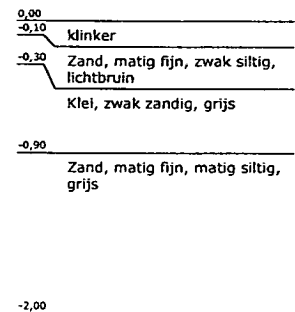 0,00
-0,10
klinker
-0,30
Zand, matig fijn, zwak siltig,
lichtbruin
Klei, zwak zandig, grijs
-0,90
Zand, matig fijn, matig siltig,
grijs
-2,00